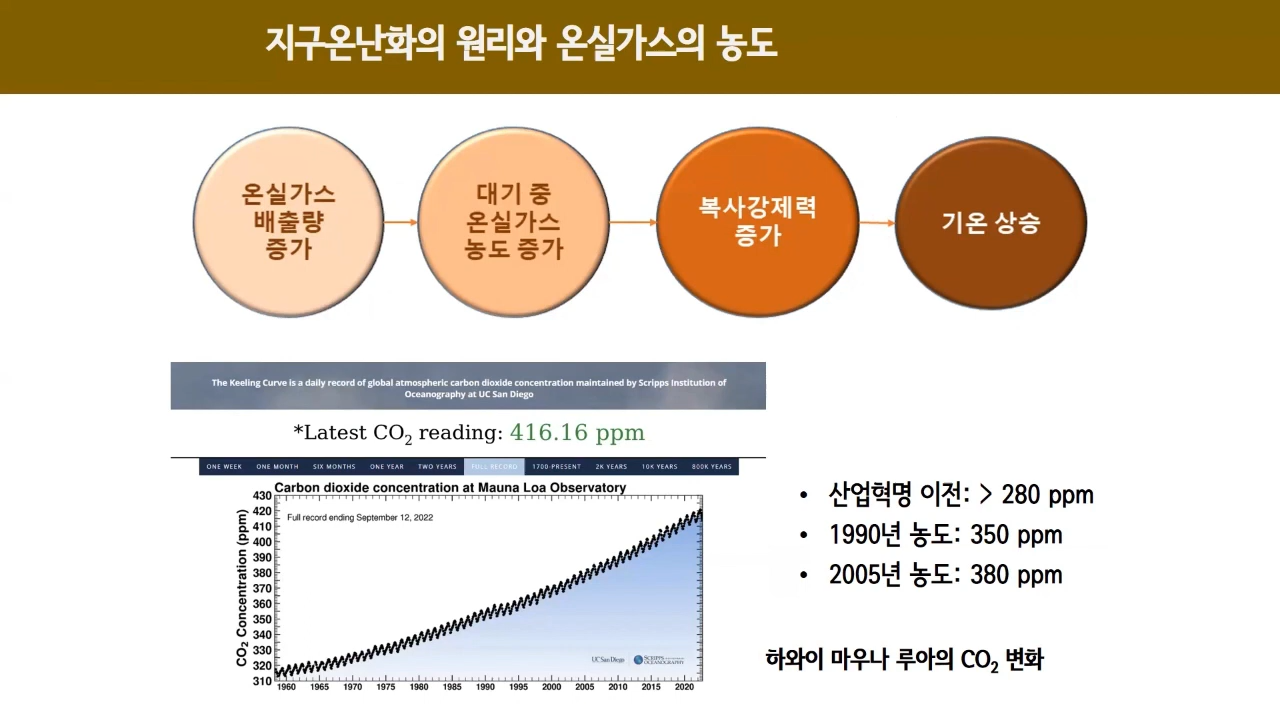 지구온난화의 원리와 온실가스의 농도
온실가스
배출량
증가
대기 중
온실가스
농도 증가
복사강제력
증가
기온 상승
The Keeling Curve is a daily record of global atmospheric carbon dioxide concentration maintained by Scripps Institution of
Oceanography at UC San Diego
*Latest CO₂ reading: 416.16 ppm
ONE WEEK ONE MONTH SIX MONTHS ONE YEAR TWO YEARS FULL RECORD 1700-PRESENT 2K YEARS 10K YEARS 800K YEARS
Carbon dioxide concentration at Mauna Loa Observatory
Full record ending September 12, 2022
CO₂ Concentration (ppm)
430
420
410
400
390
380
370
360
350
340
330
320
310
1960 1965 1970 1975 1980 1985 1990 1995 2000 2005 2010 2015 2020
UC San Diego
SCRIPPS
OCEANOGRAPHY
• 산업혁명 이전: > 280 ppm
• 1990년 농도: 350 ppm
• 2005년 농도: 380 ppm
하와이 마우나 루아의 CO₂ 변화